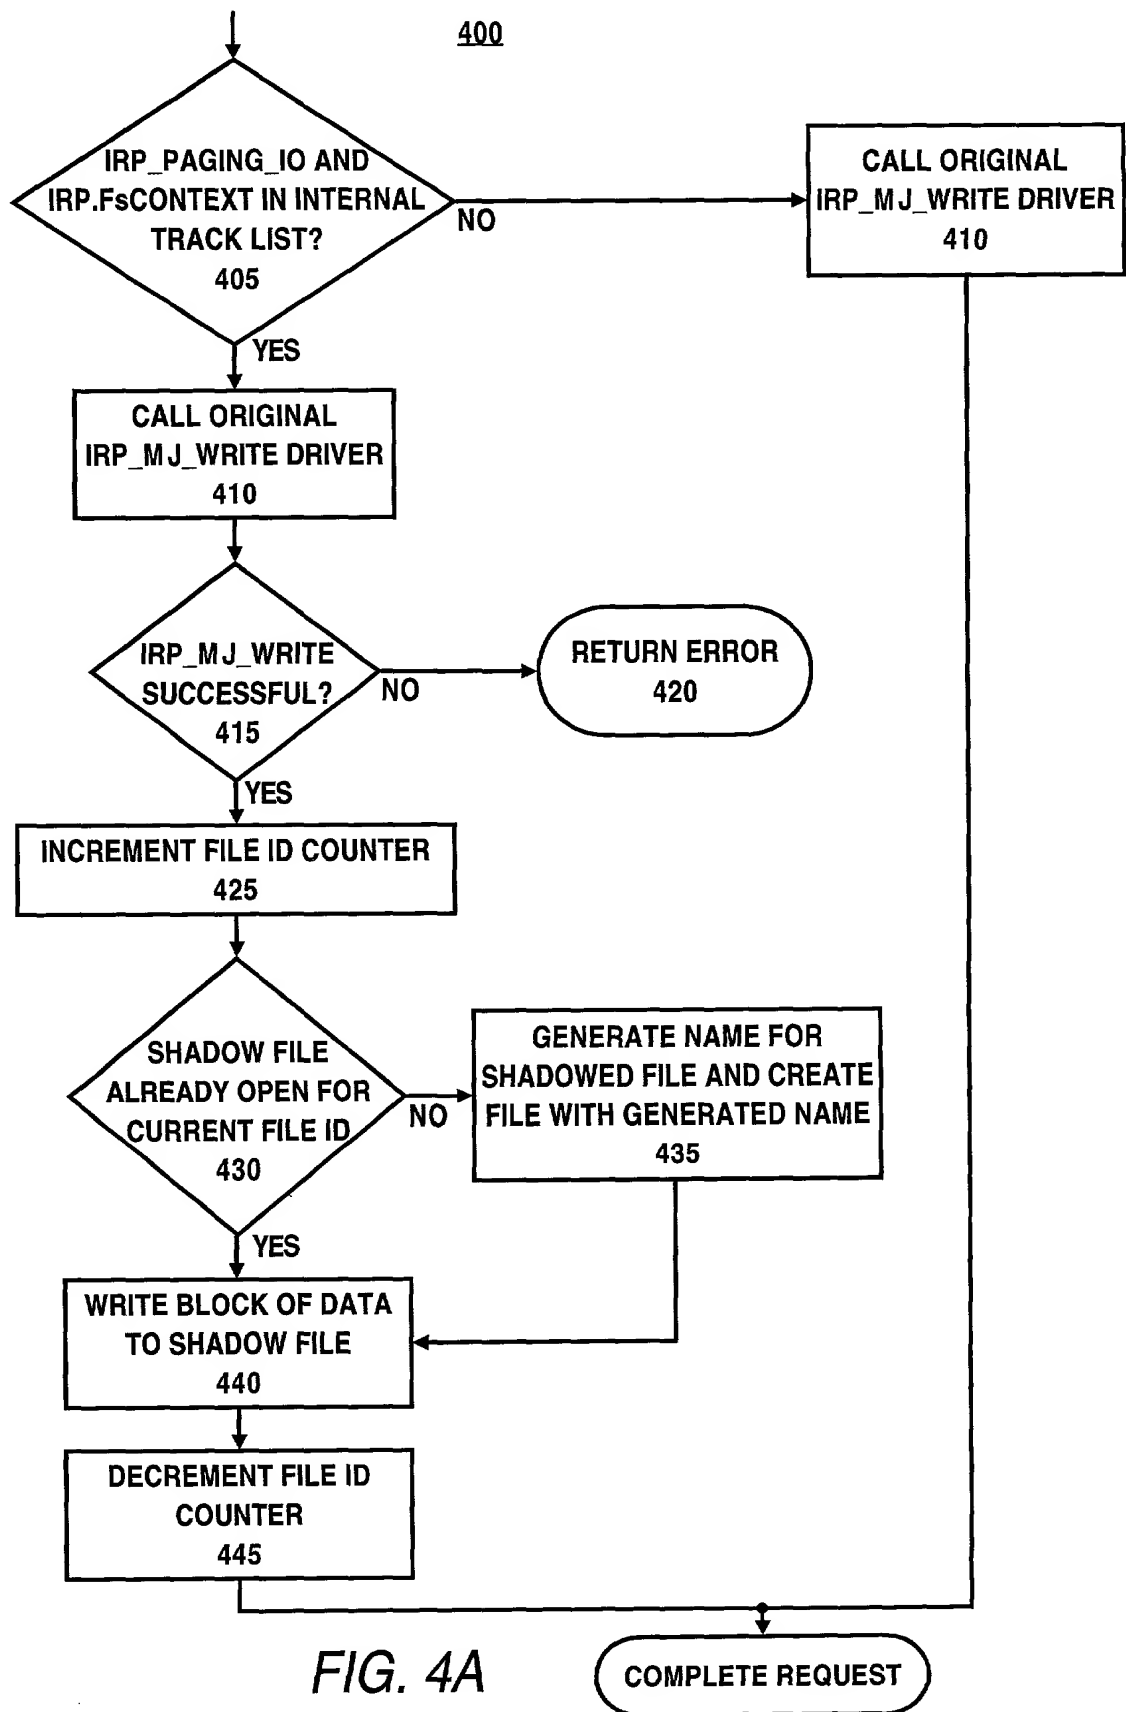 400
IRP_PAGING_IO AND
IRP.FsCONTEXT IN INTERNAL
TRACK LIST?
405
NO
CALL ORIGINAL
IRP_MJ_WRITE DRIVER
410
YES
CALL ORIGINAL
IRP_MJ_WRITE DRIVER
410
IRP_MJ_WRITE
SUCCESSFUL?
415
NO
RETURN ERROR
420
YES
INCREMENT FILE ID COUNTER
425
SHADOW FILE
ALREADY OPEN FOR
CURRENT FILE ID
430
NO
GENERATE NAME FOR
SHADOWED FILE AND CREATE
FILE WITH GENERATED NAME
435
YES
WRITE BLOCK OF DATA
TO SHADOW FILE
440
DECREMENT FILE ID
COUNTER
445
FIG. 4A
COMPLETE REQUEST